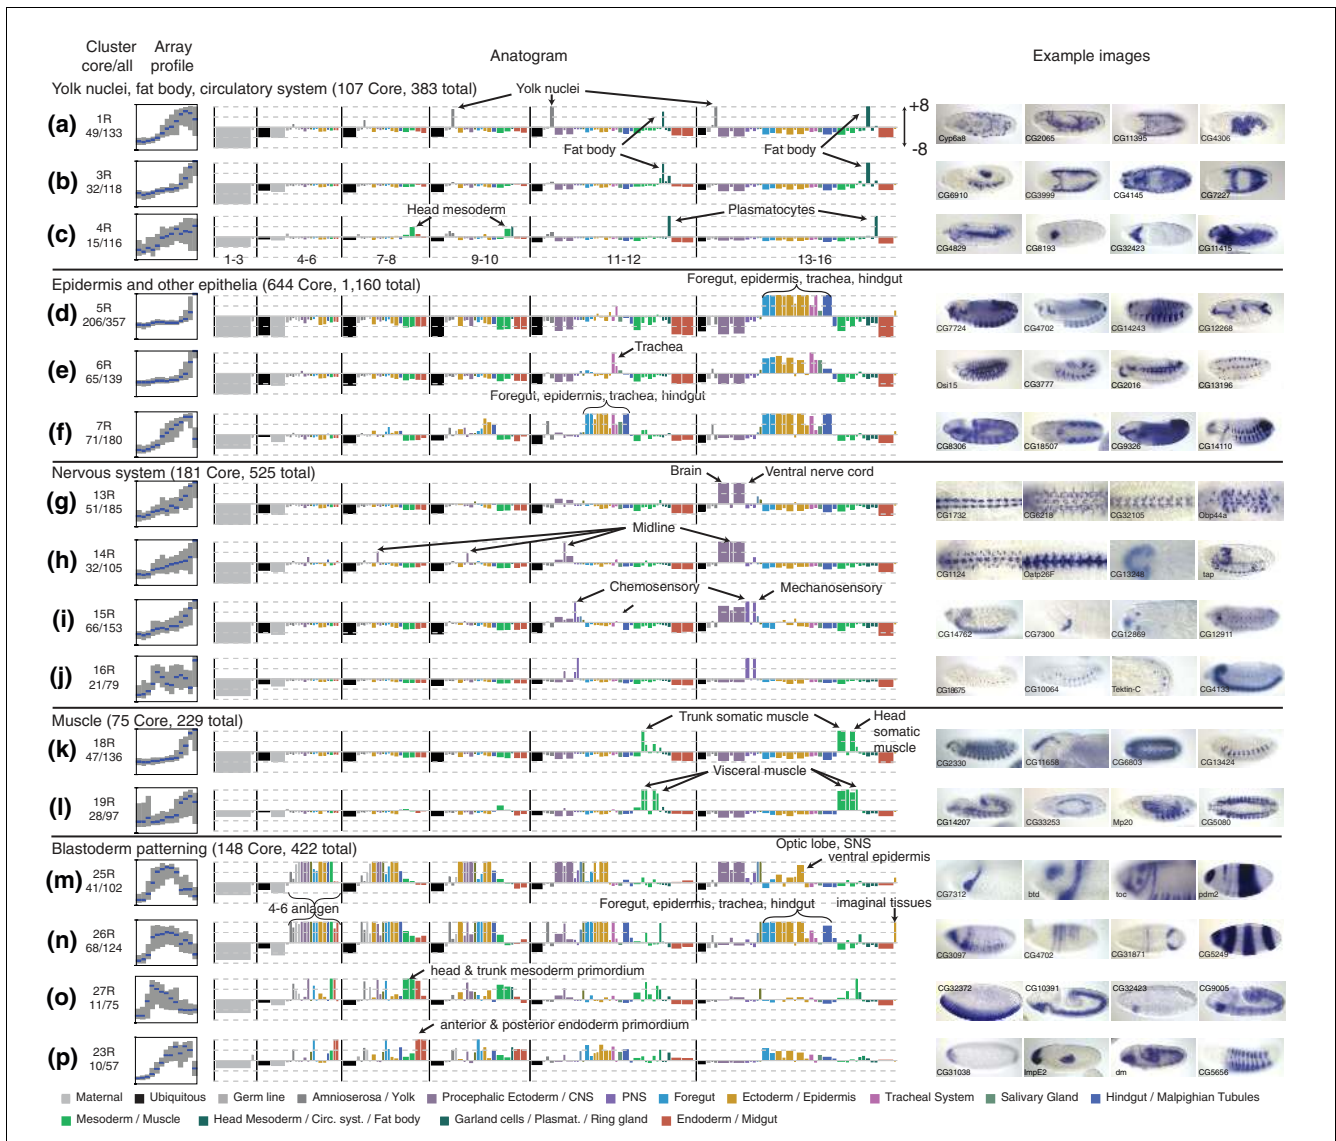 Cluster core/all
Array profile
Anatogram
Example images
Yolk nuclei, fat body, circulatory system (107 Core, 383 total)
Yolk nuclei
(a) 1R 49/133
+8
-8
Cyp6a8 CG2065 CG11395 CG4306
Fat body
Fat body
(b) 3R 32/118
CG6910 CG3999 CG4145 CG7227
Head mesoderm
Plasmatocytes
(c) 4R 15/116
CG4829 CG8193 CG32423 CG11415
1-3 4-6 7-8 9-10 11-12 13-16
Epidermis and other epithelia (644 Core, 1,160 total)
Foregut, epidermis, trachea, hindgut
(d) 5R 206/357
CG7724 CG4702 CG14243 CG12268
Trachea
(e) 6R 65/139
Osi15 CG3777 CG2016 CG13196
Foregut, epidermis, trachea, hindgut
(f) 7R 71/180
CG8306 CG18507 CG9326 CG14110
Nervous system (181 Core, 525 total)
Brain
Ventral nerve cord
(g) 13R 51/185
CG1732 CG6218 CG32105 Obp44a
Midline
(h) 14R 32/105
CG1124 Oatp26F CG13248 tap
Chemosensory
Mechanosensory
(i) 15R 66/153
CG14762 CG7300 CG12869 CG12911
(j) 16R 21/79
CG18675 CG10064 Tektin-C CG4133
Muscle (75 Core, 229 total)
Trunk somatic muscle
Head somatic muscle
(k) 18R 47/136
CG2330 CG11658 CG6803 CG13424
Visceral muscle
(l) 19R 28/97
CG14207 CG33253 Mp20 CG5080
Blastoderm patterning (148 Core, 422 total)
Optic lobe, SNS
ventral epidermis
(m) 25R 41/102
CG7312 btd toc pdm2
4-6 anlagen
Foregut, epidermis, trachea, hindgut
imaginal tissues
(n) 26R 68/124
CG3097 CG4702 CG31871 CG5249
head & trunk mesoderm primordium
(o) 27R 11/75
CG32372 CG10391 CG32423 CG9005
anterior & posterior endoderm primordium
(p) 23R 10/57
CG31038 ImpE2 dm CG5656
Maternal Ubiquitous Germ line Amnioserosa / Yolk Procephalic Ectoderm / CNS PNS Foregut Ectoderm / Epidermis Tracheal System Salivary Gland Hindgut / Malpighian Tubules
Mesoderm / Muscle Head Mesoderm / Circ. syst. / Fat body Garland cells / Plasmat. / Ring gland Endoderm / Midgut